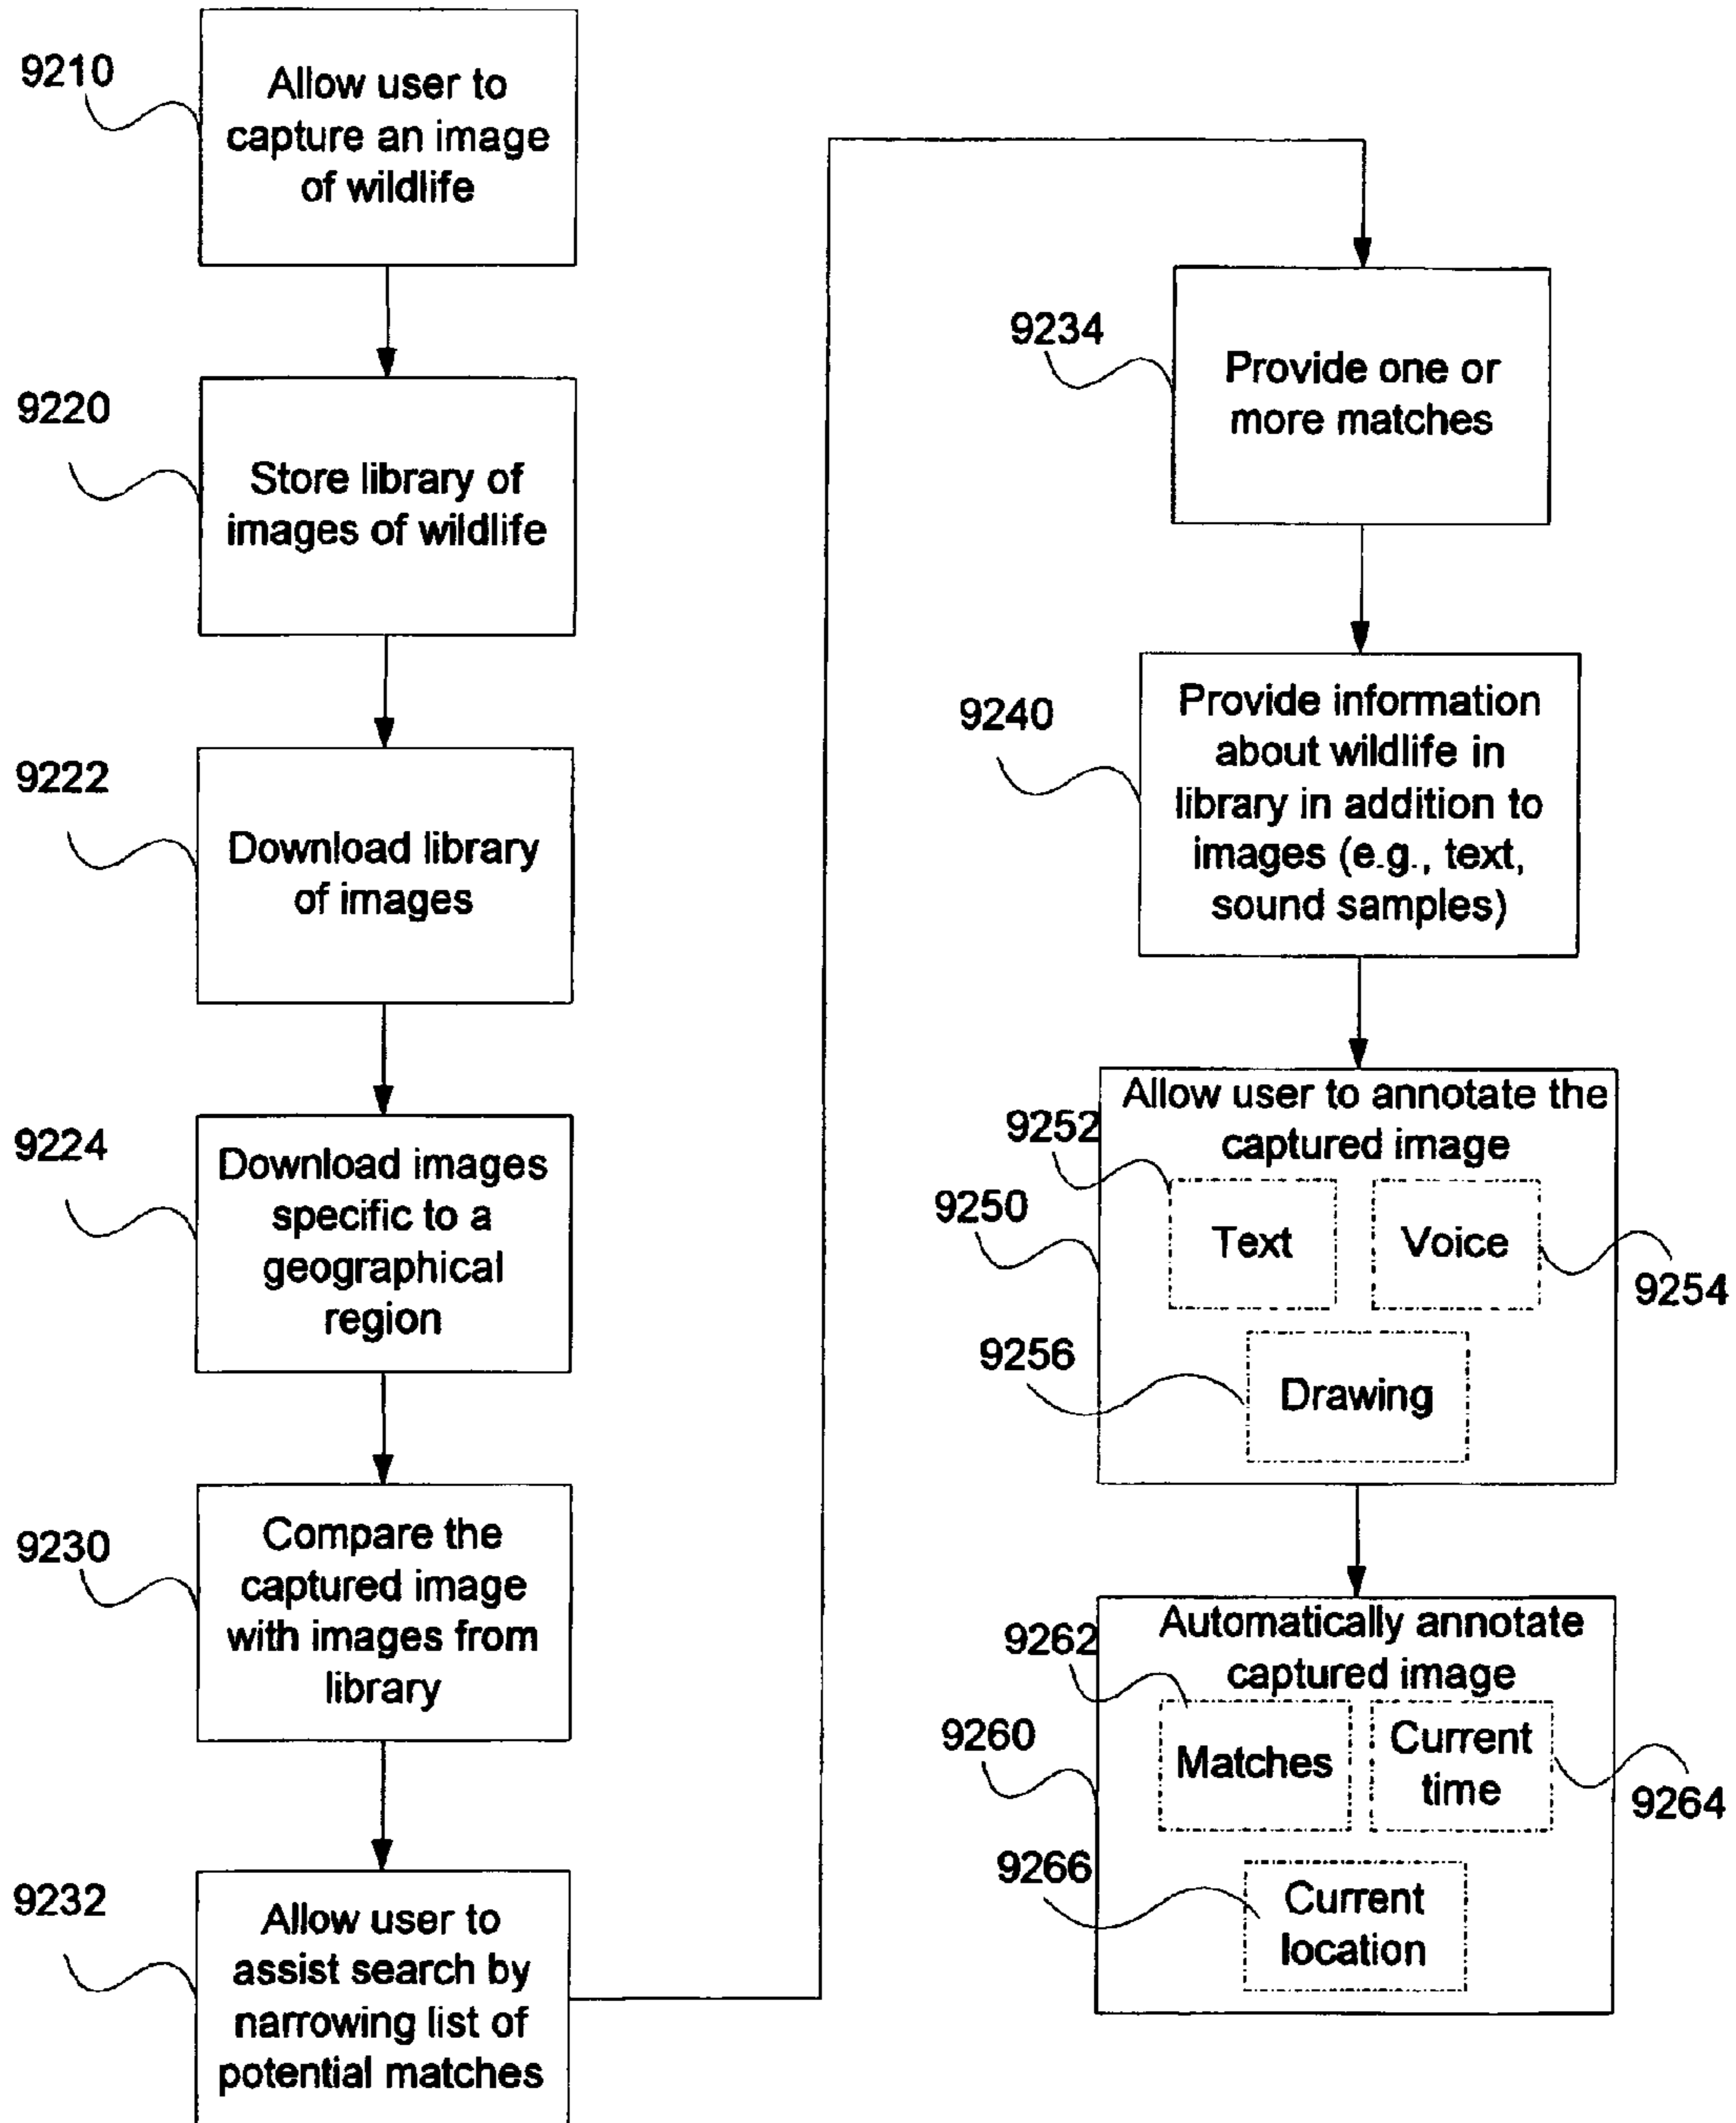 9210
Allow user to
capture an image
of wildlife
9220
Store library of
images of wildlife
9222
Download library
of images
9224
Download images
specific to a
geographical
region
9230
Compare the
captured image
with images from
library
9232
Allow user to
assist search by
narrowing list of
potential matches
9234
Provide one or
more matches
9240
Provide information
about wildlife in
library in addition to
images (e.g., text,
sound samples)
9250
Allow user to annotate the
captured image
9252
Text
Voice
9254
9256
Drawing
9260
Automatically annotate
captured image
9262
Matches
Current
time
9264
9266
Current
location